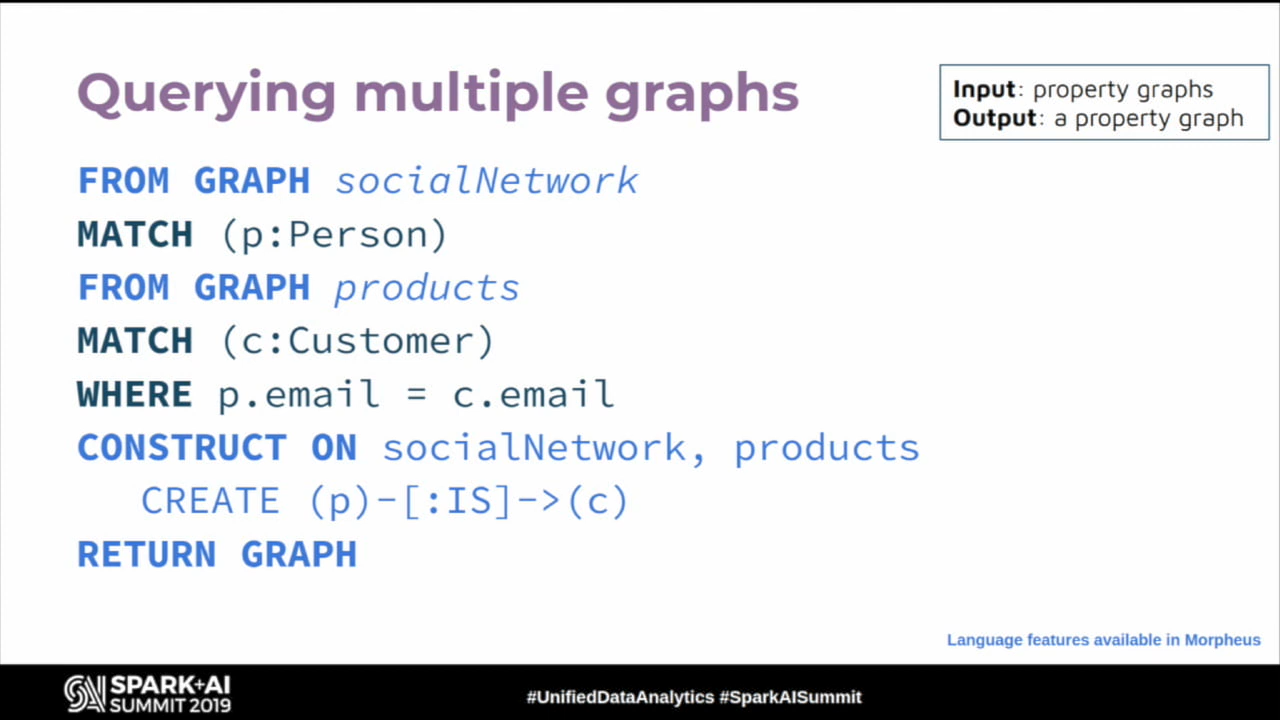 Querying multiple graphs
Input: property graphs
Output: a property graph
FROM GRAPH socialNetwork
MATCH (p:Person)
FROM GRAPH products
MATCH (c:Customer)
WHERE p.email = c.email
CONSTRUCT ON socialNetwork, products
CREATE (p)-[:IS]->(c)
RETURN GRAPH
Language features available in Morpheus
SPARK+AI
SUMMIT 2019
#UnifiedDataAnalytics #SparkAISummit